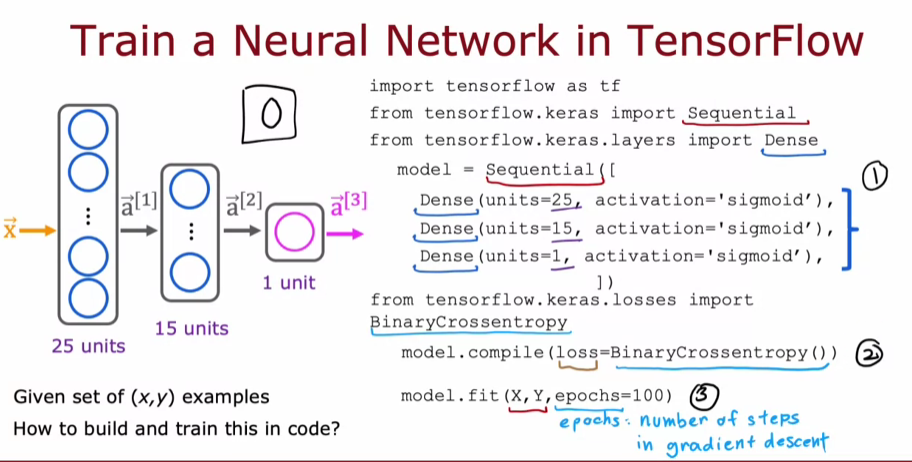 Train a Neural Network in TensorFlow
import tensorflow as tf
from tensorflow.keras import Sequential
from tensorflow.keras.layers import Dense
model = Sequential([
Dense(units=25, activation='sigmoid'),
Dense(units=15, activation='sigmoid'),
Dense(units=1, activation='sigmoid'),
])
①
from tensorflow.keras.losses import
BinaryCrossentropy
model.compile(loss=BinaryCrossentropy()) ②
model.fit(X,Y,epochs=100) ③
epochs: number of steps
in gradient descent
0
x⃗
a⃗[1]
a⃗[2]
a⃗[3]
25 units
15 units
1 unit
Given set of (x,y) examples
How to build and train this in code?